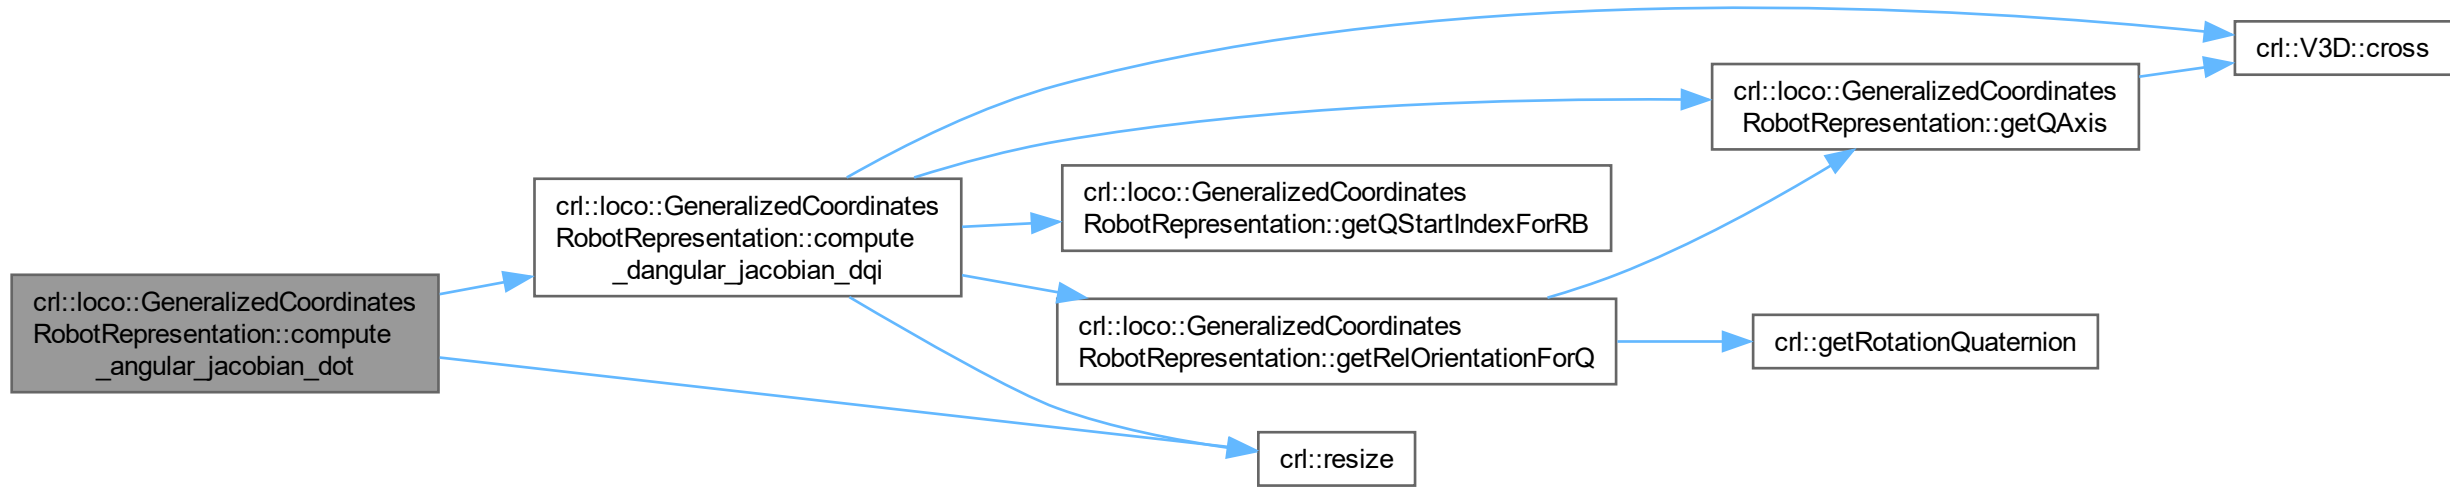 crl::loco::GeneralizedCoordinates
RobotRepresentation::compute
_angular_jacobian_dot
crl::loco::GeneralizedCoordinates
RobotRepresentation::compute
_dangular_jacobian_dqi
crl::V3D::cross
crl::loco::GeneralizedCoordinates
RobotRepresentation::getQAxis
crl::loco::GeneralizedCoordinates
RobotRepresentation::getQStartIndexForRB
crl::loco::GeneralizedCoordinates
RobotRepresentation::getRelOrientationForQ
crl::getRotationQuaternion
crl::resize